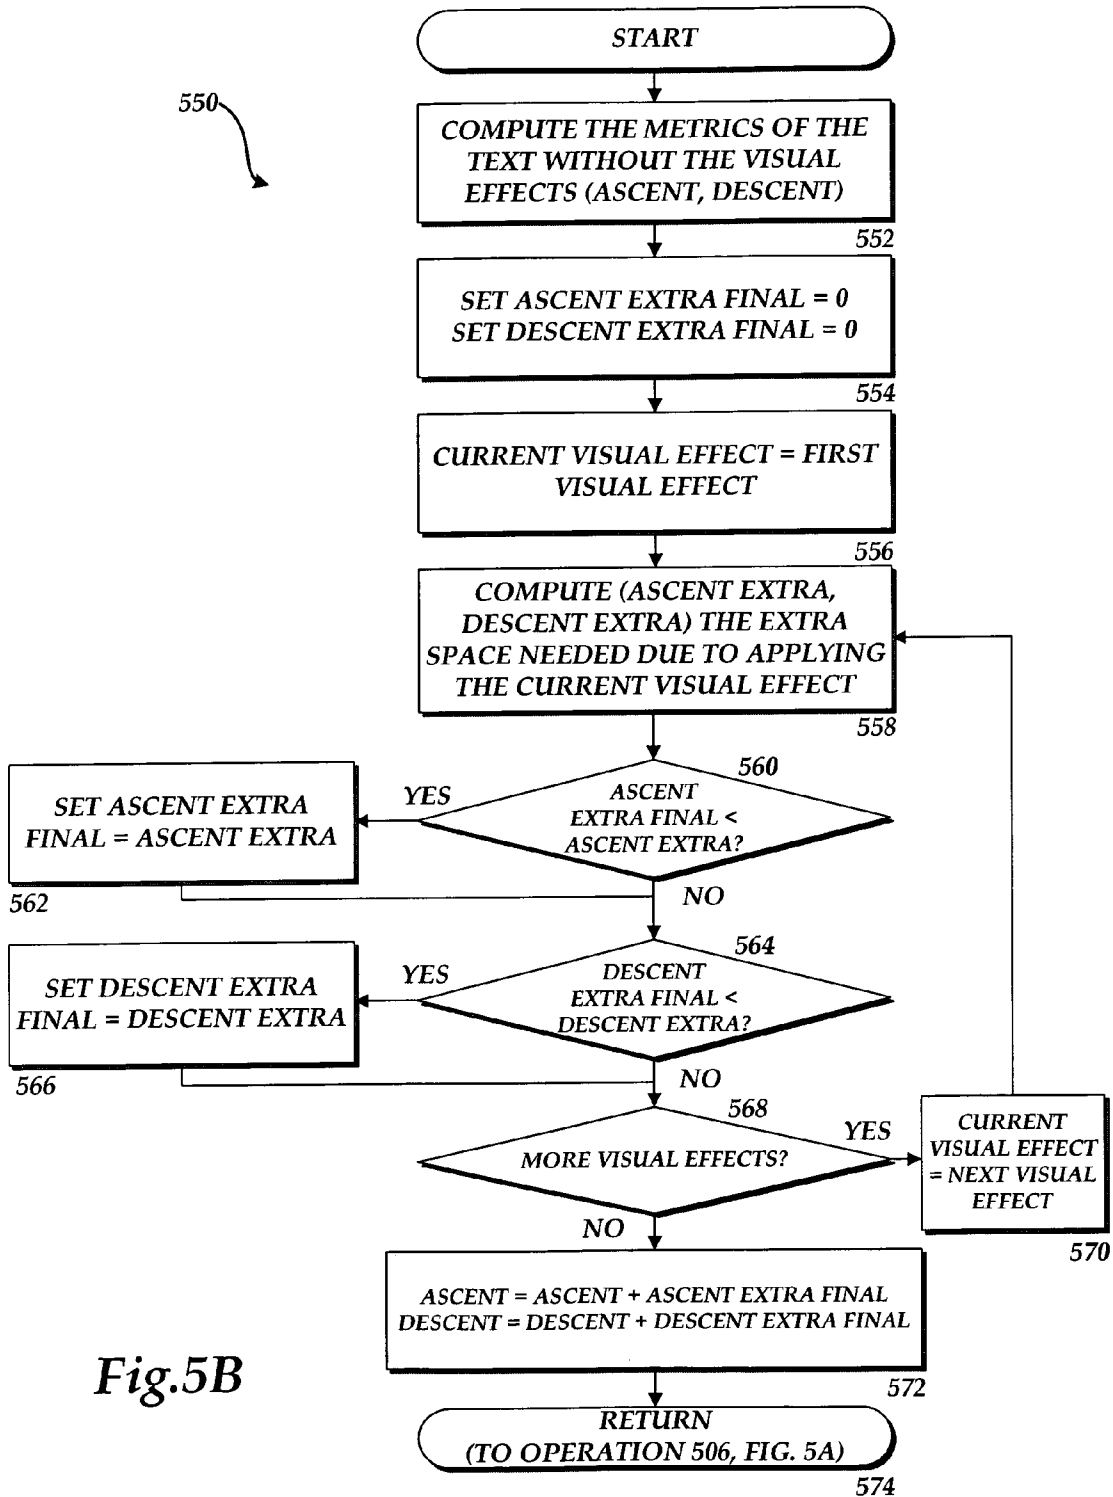 START
550
COMPUTE THE METRICS OF THE
TEXT WITHOUT THE VISUAL
EFFECTS (ASCENT, DESCENT)
552
SET ASCENT EXTRA FINAL = 0
SET DESCENT EXTRA FINAL = 0
554
CURRENT VISUAL EFFECT = FIRST
VISUAL EFFECT
556
COMPUTE (ASCENT EXTRA,
DESCENT EXTRA) THE EXTRA
SPACE NEEDED DUE TO APPLYING
THE CURRENT VISUAL EFFECT
558
560
ASCENT
EXTRA FINAL <
ASCENT EXTRA?
YES
SET ASCENT EXTRA
FINAL = ASCENT EXTRA
562
NO
564
DESCENT
EXTRA FINAL <
DESCENT EXTRA?
YES
SET DESCENT EXTRA
FINAL = DESCENT EXTRA
566
NO
568
MORE VISUAL EFFECTS?
YES
CURRENT
VISUAL EFFECT
= NEXT VISUAL
EFFECT
570
NO
ASCENT = ASCENT + ASCENT EXTRA FINAL
DESCENT = DESCENT + DESCENT EXTRA FINAL
572
Fig.5B
RETURN
(TO OPERATION 506, FIG. 5A)
574